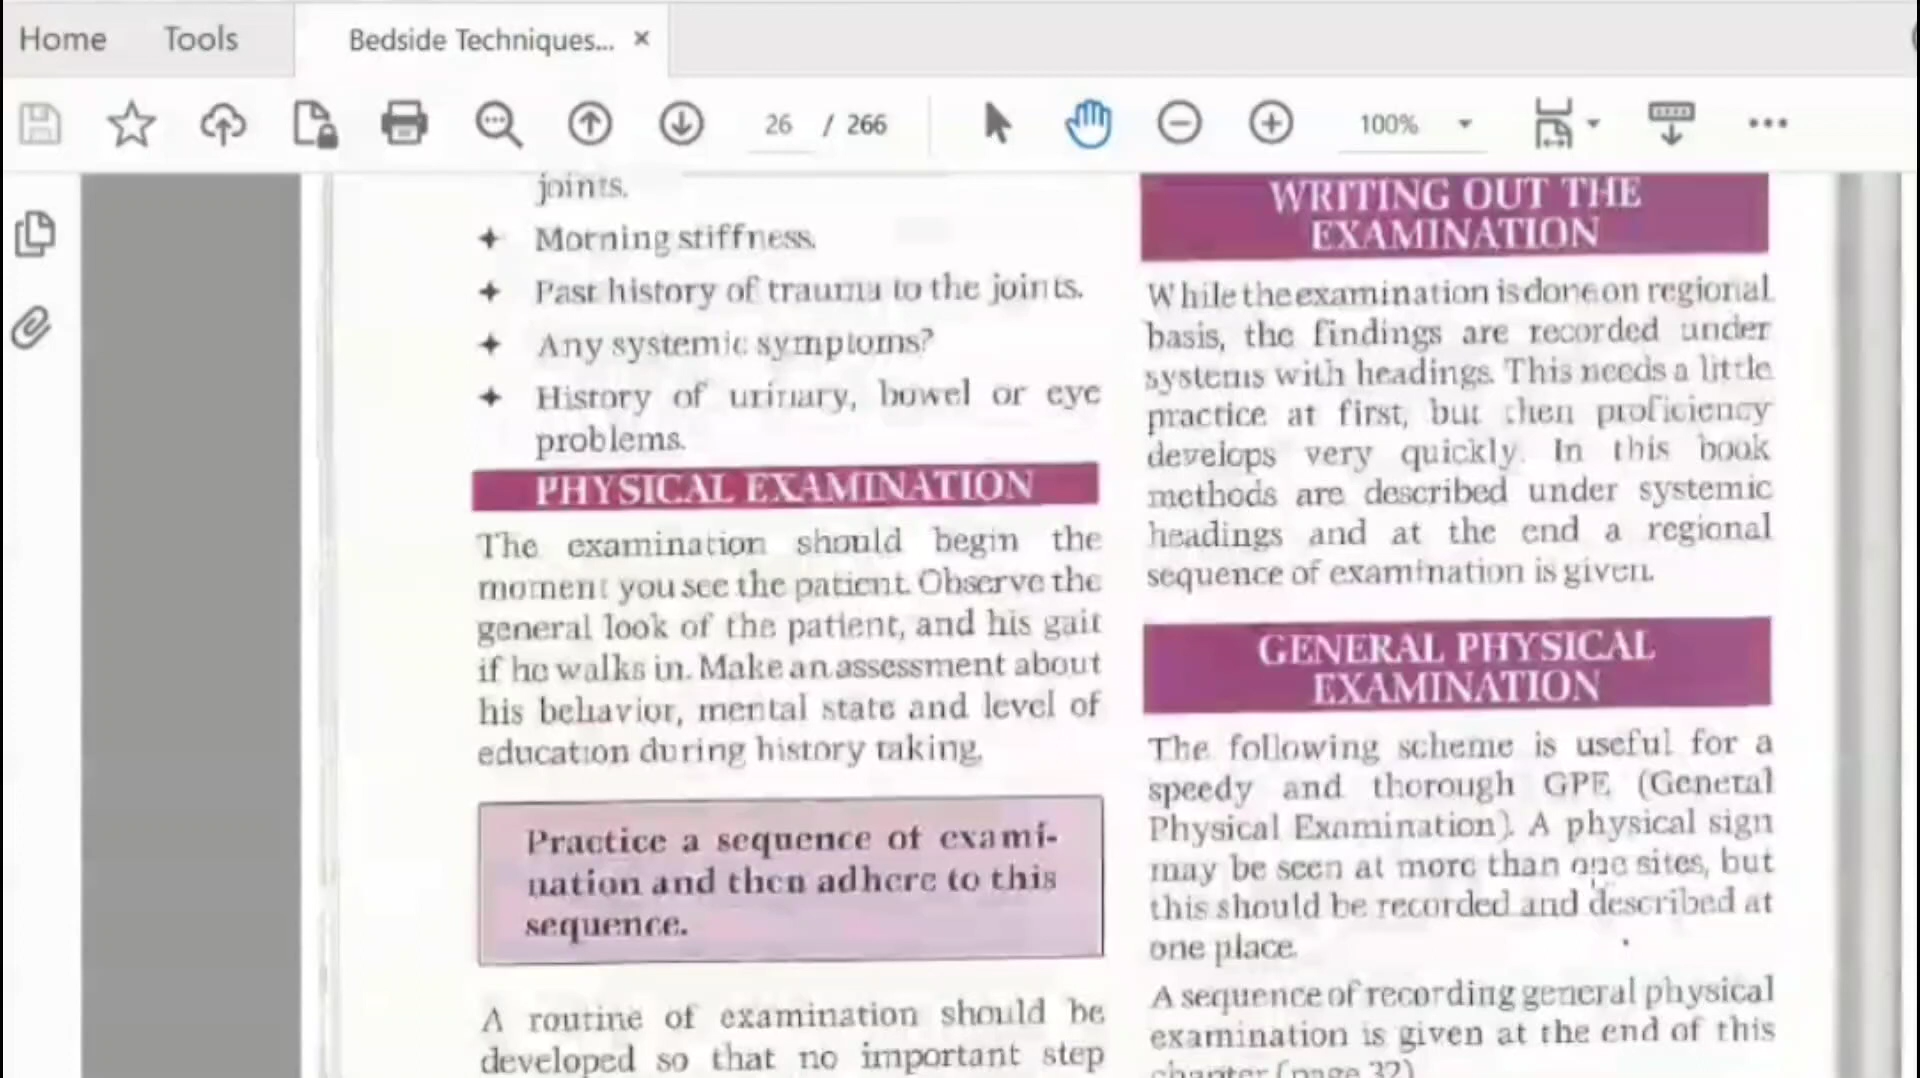 Home
Tools
Bedside Techniques... ×
26 / 266
100%
joints.
Morning stiffness.
Past history of trauma to the joints.
Any systemic symptoms?
History of urinary, bowel or eye
problems.
PHYSICAL EXAMINATION
The examination should begin the
moment you see the patient. Observe the
general look of the patient, and his gait
if he walks in. Make an assessment about
his behavior, mental state and level of
education during history taking.
Practice a sequence of exami-
nation and then adhere to this
sequence.
A routine of examination should be
developed so that no important step
WRITING OUT THE
EXAMINATION
While the examination is done on regional
basis, the findings are recorded under
systems with headings. This needs a little
practice at first, but then proficiency
develops very quickly. In this book
methods are described under systemic
headings and at the end a regional
sequence of examination is given.
GENERAL PHYSICAL
EXAMINATION
The following scheme is useful for a
speedy and thorough GPE (General
Physical Examination). A physical sign
may be seen at more than one sites, but
this should be recorded and described at
one place.
A sequence of recording general physical
examination is given at the end of this
chapter (page 32)